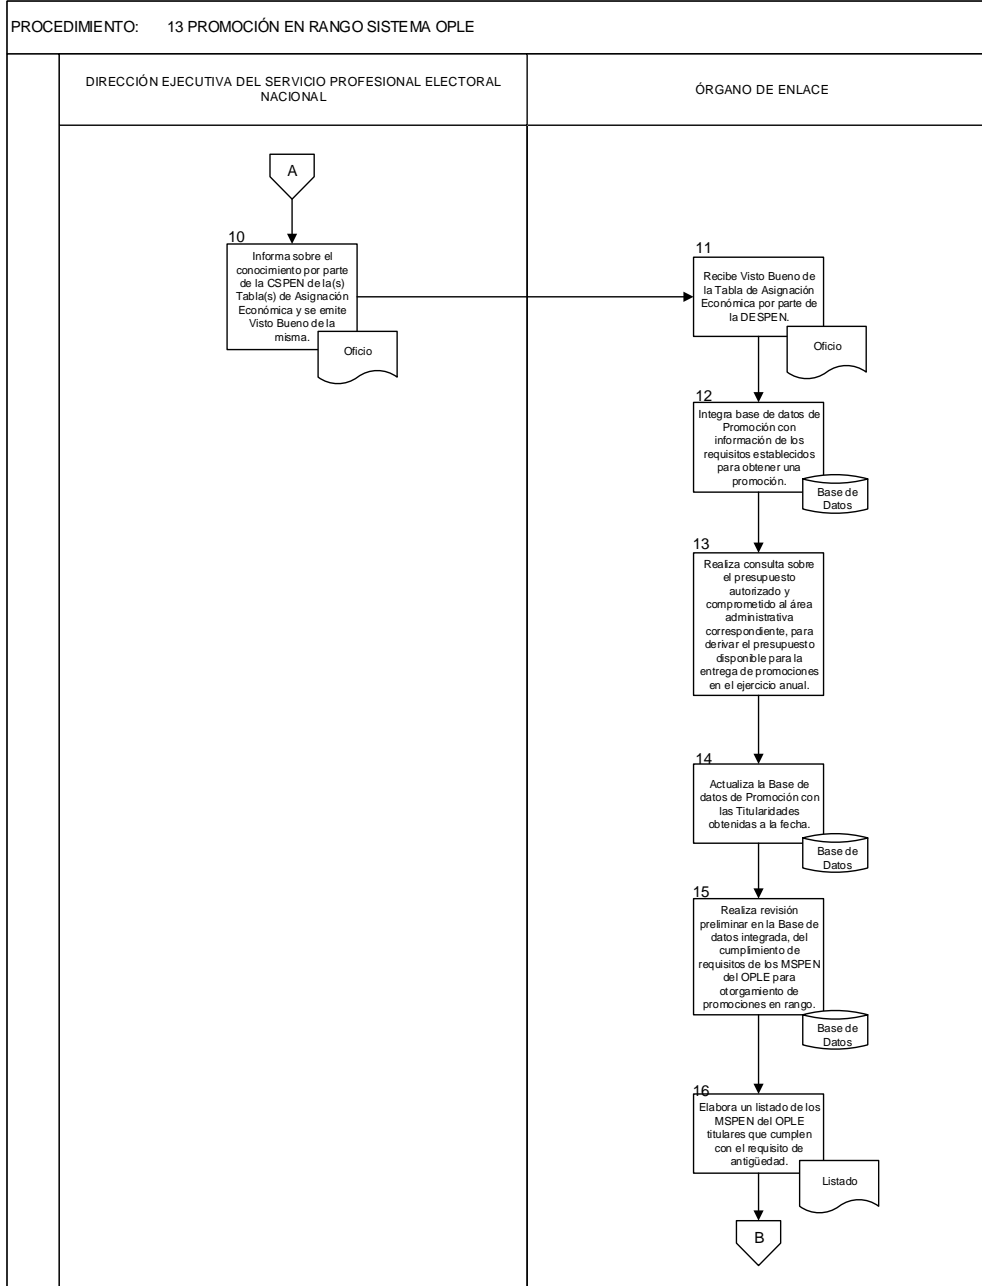 PROCEDIMIENTO: 13 PROMOCIÓN EN RANGO SISTEMA OPLE
DIRECCIÓN EJECUTIVA DEL SERVICIO PROFESIONAL ELECTORAL
NACIONAL
ÓRGANO DE ENLACE
A
10
Informa sobre el
conocimiento por parte
de la CSPEN de la(s)
Tabla(s) de Asignación
Económica y se emite
Visto Bueno de la
misma.
Oficio
11
Recibe Visto Bueno de
la Tabla de Asignación
Económica por parte de
la DESPEN.
Oficio
12
Integra base de datos de
Promoción con
información de los
requisitos establecidos
para obtener una
promoción.
Base de
Datos
13
Realiza consulta sobre
el presupuesto
autorizado y
comprometido al área
administrativa
correspondiente, para
derivar el presupuesto
disponible para la
entrega de promociones
en el ejercicio anual.
14
Actualiza la Base de
datos de Promoción con
las Titularidades
obtenidas a la fecha.
Base de
Datos
15
Realiza revisión
preliminar en la Base de
datos integrada, del
cumplimiento de
requisitos de los MSPEN
del OPLE para
otorgamiento de
promociones en rango.
Base de
Datos
16
Elabora un listado de los
MSPEN del OPLE
titulares que cumplen
con el requisito de
antigüedad.
Listado
B